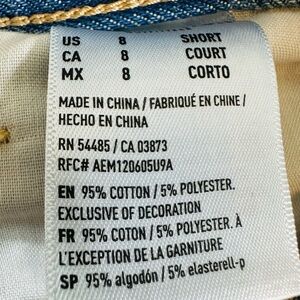 US 8 SHORT
CA 8 COURT
MX 8 CORTO
MADE IN CHINA / FABRIQUÉ EN CHINE /
HECHO EN CHINA
RN 54485 / CA 03873
RFC# AEM120605U9A
EN 95% COTTON / 5% POLYESTER.
EXCLUSIVE OF DECORATION
FR 95% COTON / 5% POLYESTER. À
L'EXCEPTION DE LA GARNITURE
SP 95% algodón / 5% elasterell-p